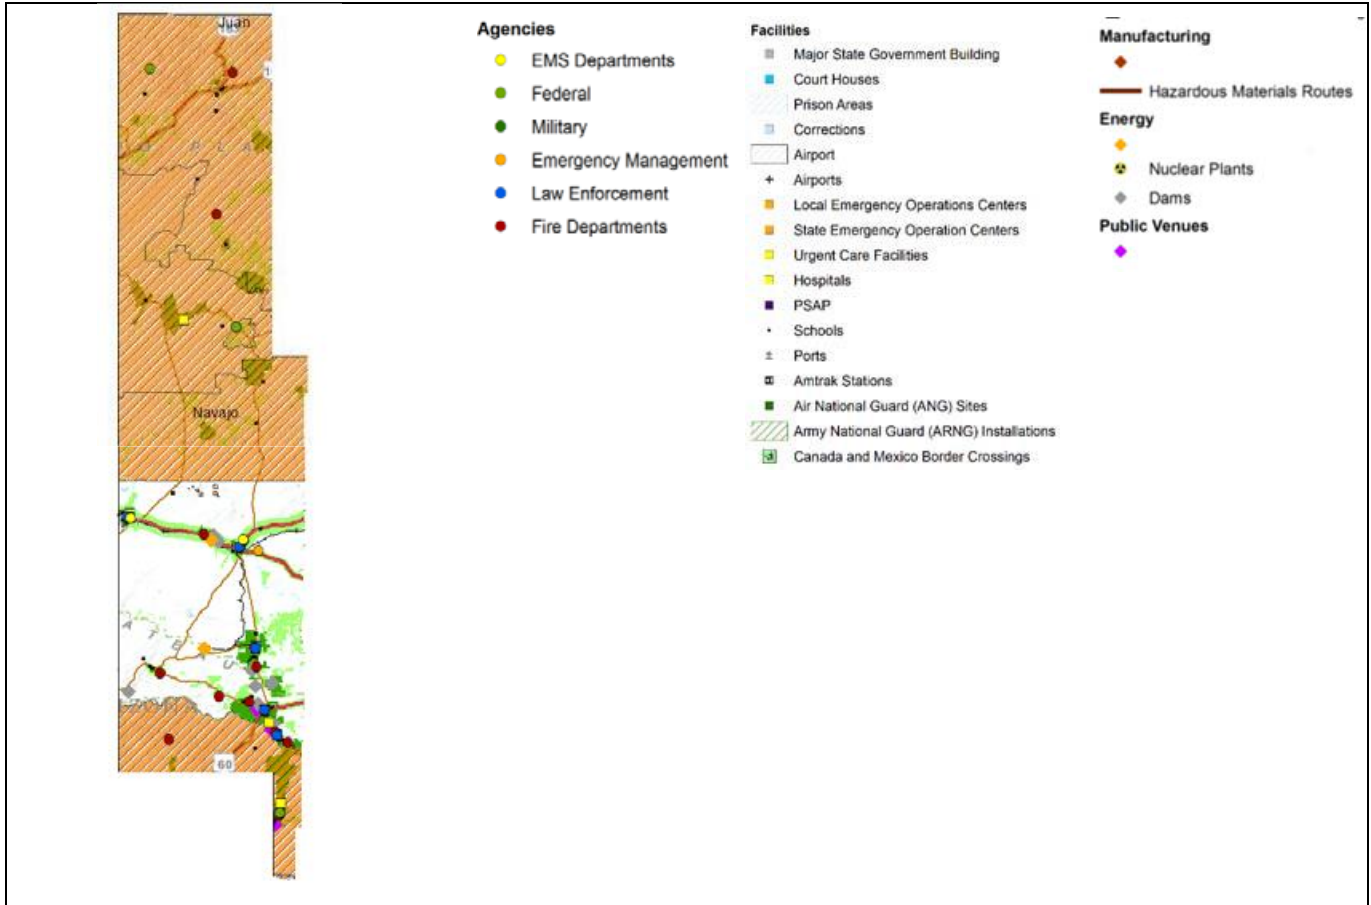 Juan
163
Navajo
60
Agencies
EMS Departments
Federal
Military
Emergency Management
Law Enforcement
Fire Departments
Facilities
Major State Government Building
Court Houses
Prison Areas
Corrections
Airport
Airports
Local Emergency Operations Centers
State Emergency Operation Centers
Urgent Care Facilities
Hospitals
PSAP
Schools
Ports
Amtrak Stations
Air National Guard (ANG) Sites
Army National Guard (ARNG) Installations
Canada and Mexico Border Crossings
Manufacturing
Hazardous Materials Routes
Energy
Nuclear Plants
Dams
Public Venues